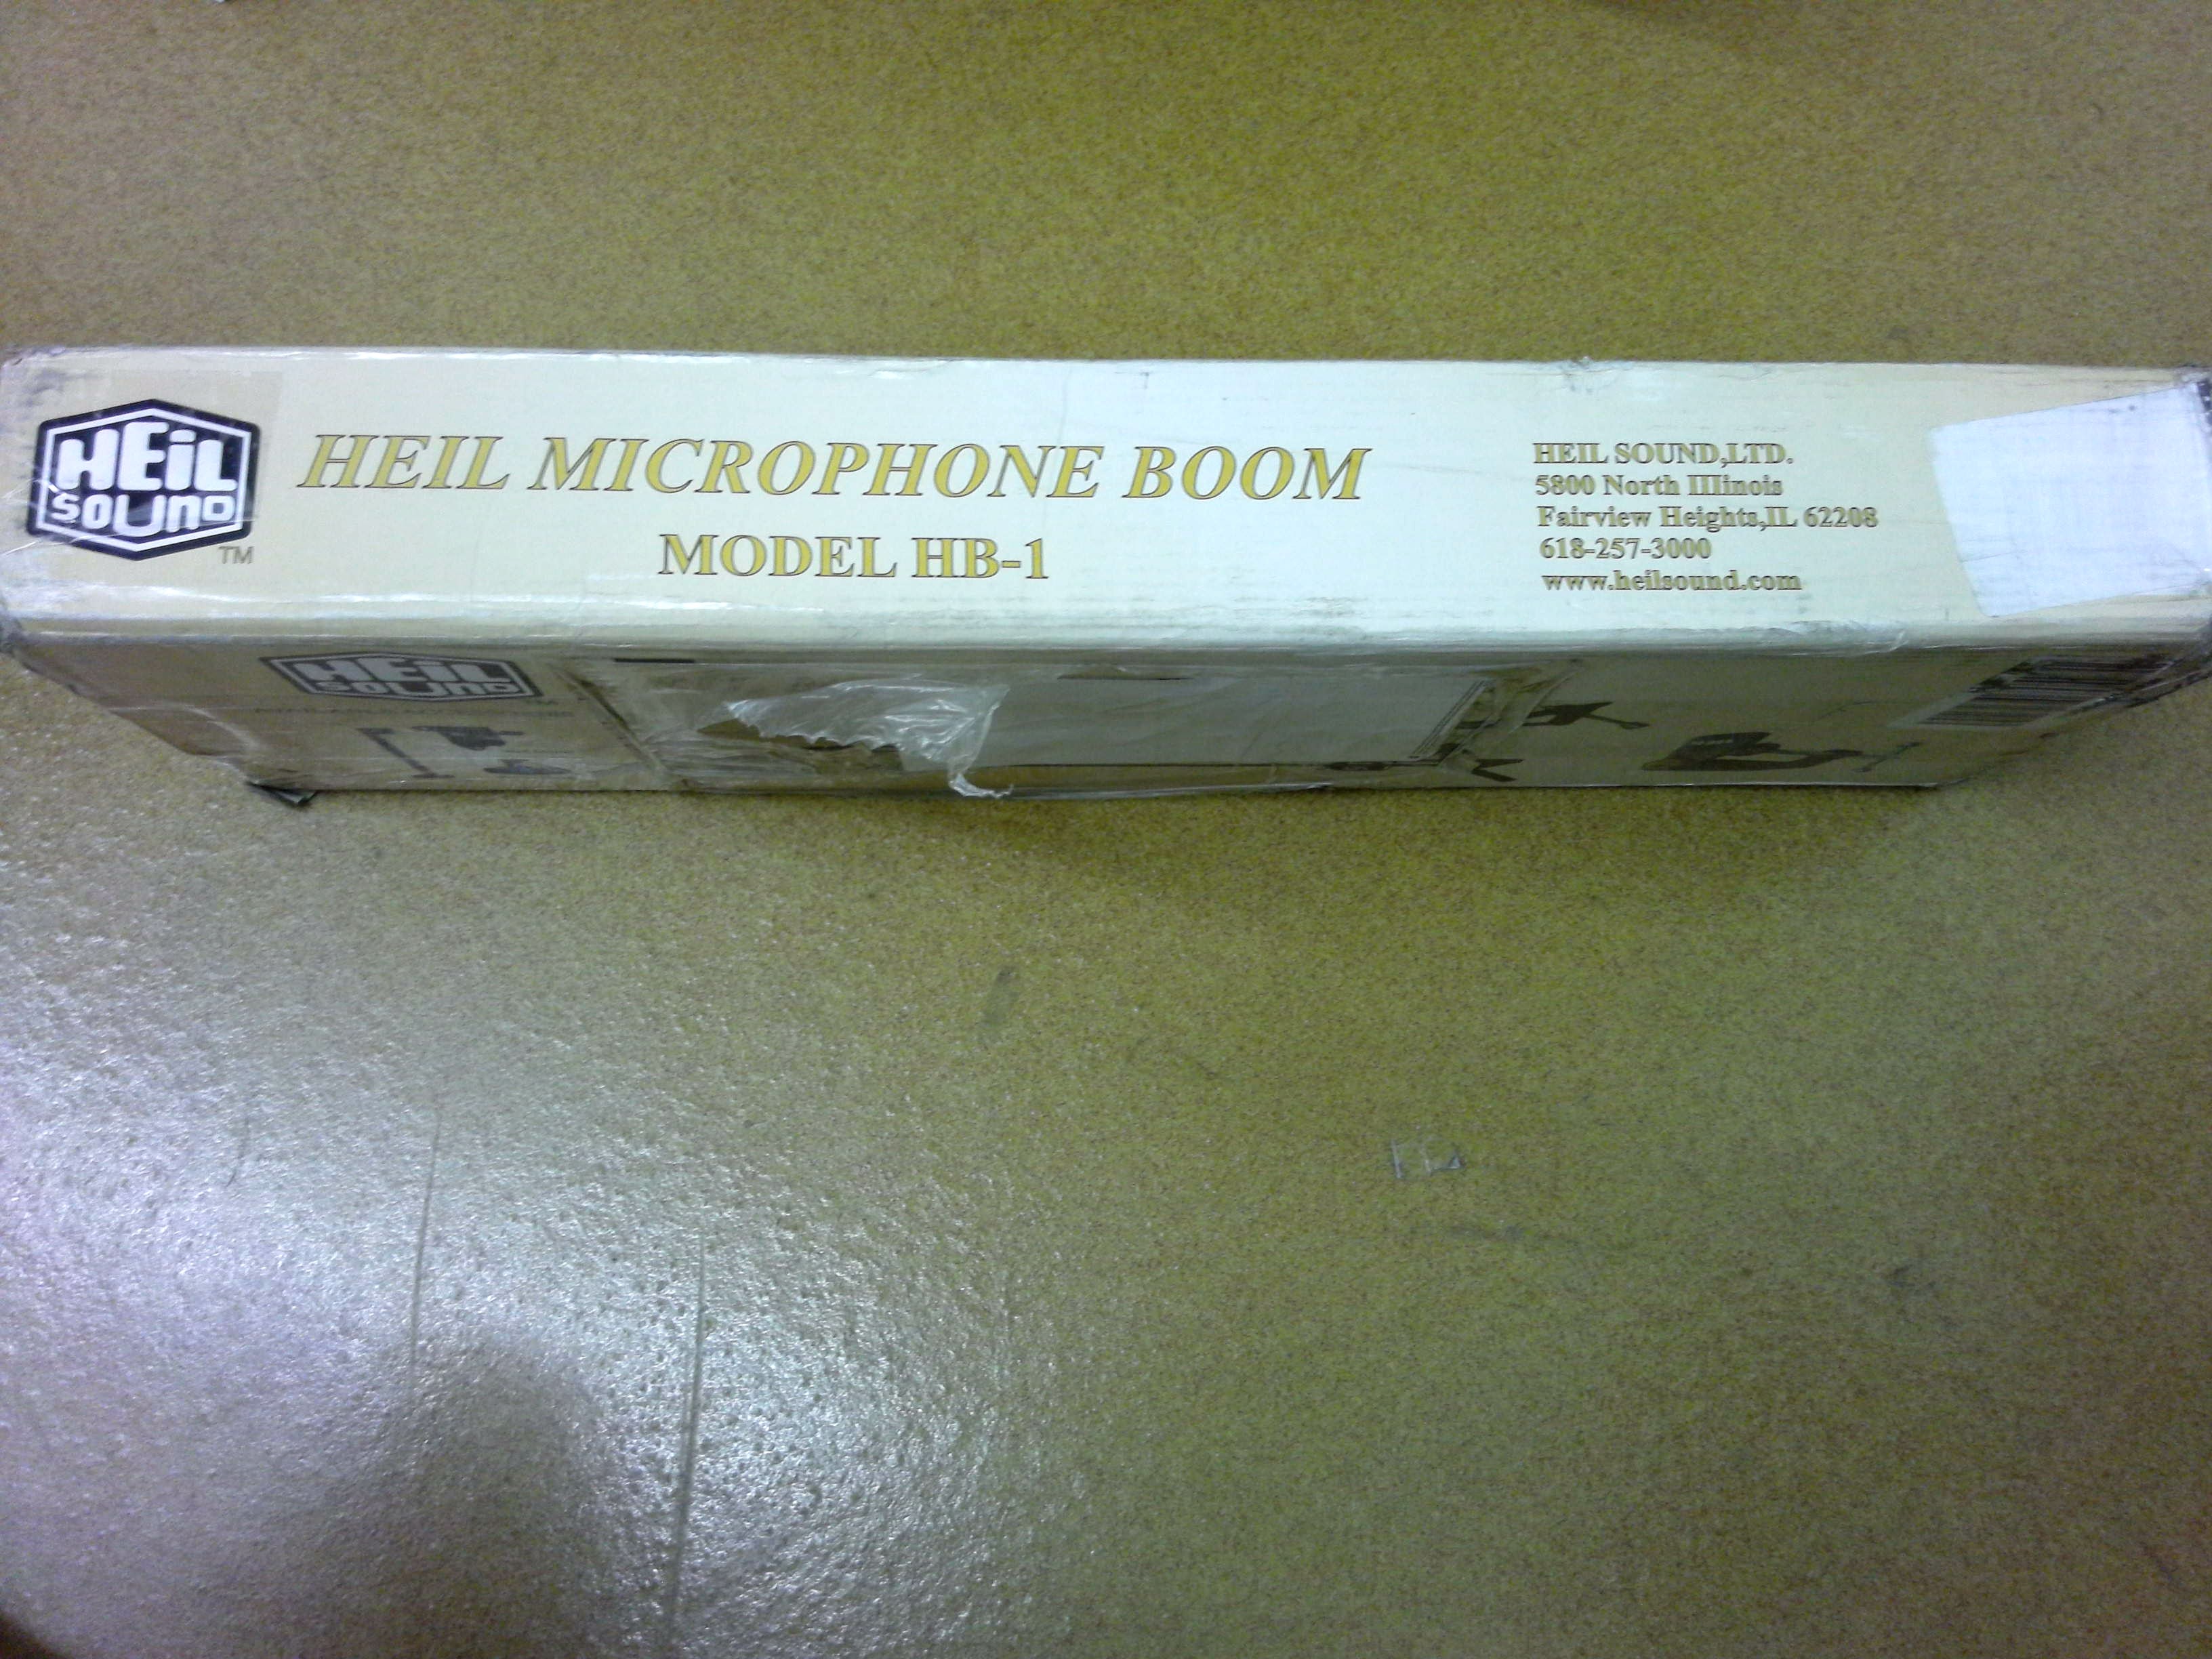 HEiL
SOUND
TM
HEIL MICROPHONE BOOM
MODEL HB-1
HEIL SOUND,LTD.
5800 North IIIinois
Fairview Heights,IL 62208
618-257-3000
www.heilsound.com
HEiL
SOUND